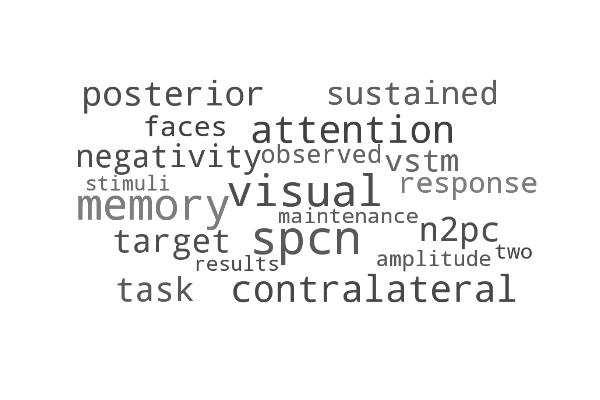 posterior sustained
faces attention
negativity observed vstm
stimuli visual response
memory maintenance
target spcn n2pc
results amplitude two
task contralateral